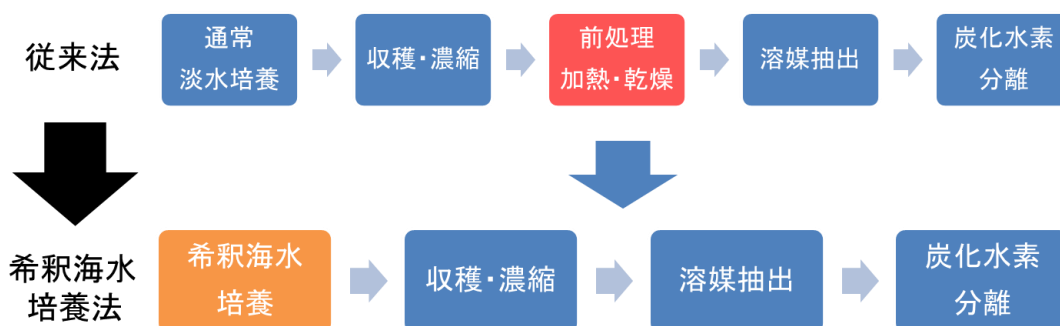 従来法
通常
淡水培養
収穫・濃縮
前処理
加熱・乾燥
溶媒抽出
炭化水素
分離
希釈海水
培養法
希釈海水
培養
収穫・濃縮
溶媒抽出
炭化水素
分離